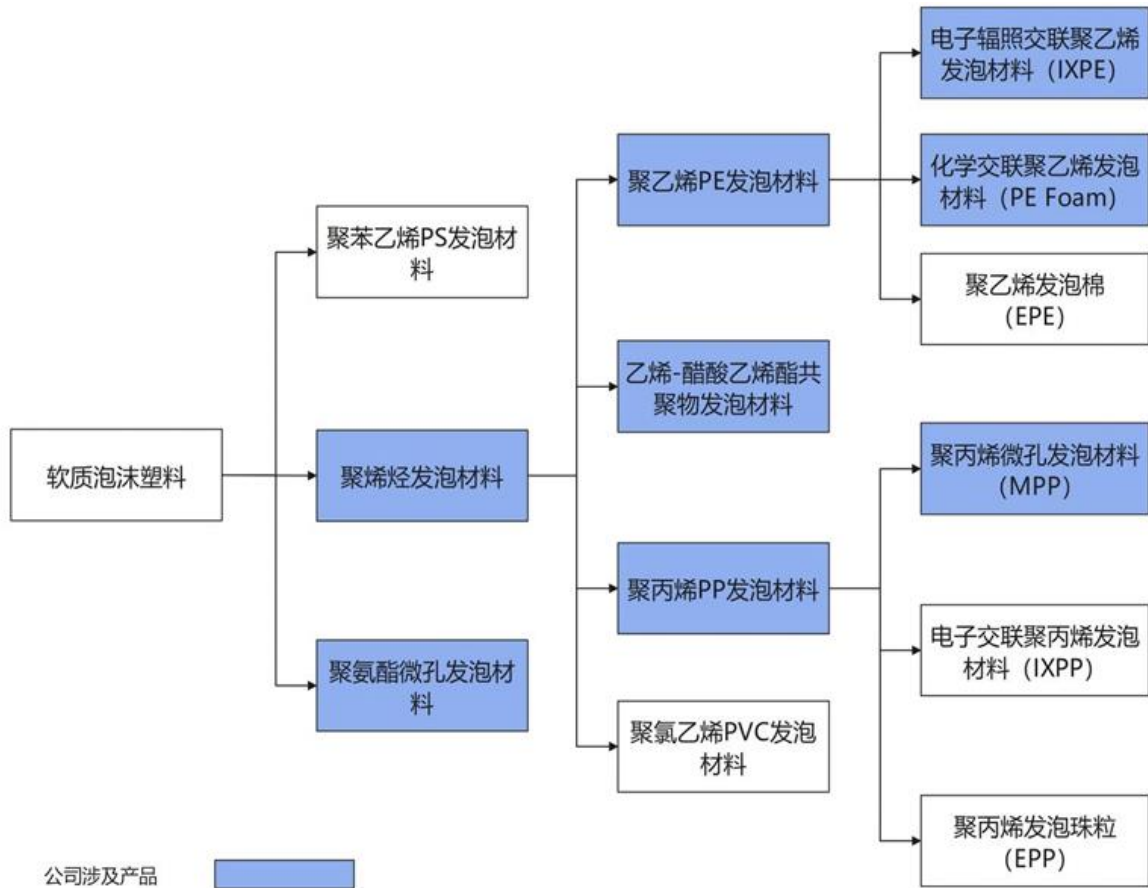 电子辐照交联聚乙烯
发泡材料（IXPE）
聚乙烯PE发泡材料
化学交联聚乙烯发泡
材料（PE Foam）
聚苯乙烯PS发泡材
料
聚乙烯发泡棉
（EPE）
乙烯-醋酸乙烯酯共
聚物发泡材料
软质泡沫塑料
聚烯烃发泡材料
聚丙烯微孔发泡材料
（MPP）
聚丙烯PP发泡材料
电子交联聚丙烯发泡
材料（IXPP）
聚氨酯微孔发泡材
料
聚氯乙烯PVC发泡
材料
聚丙烯发泡珠粒
（EPP）
公司涉及产品